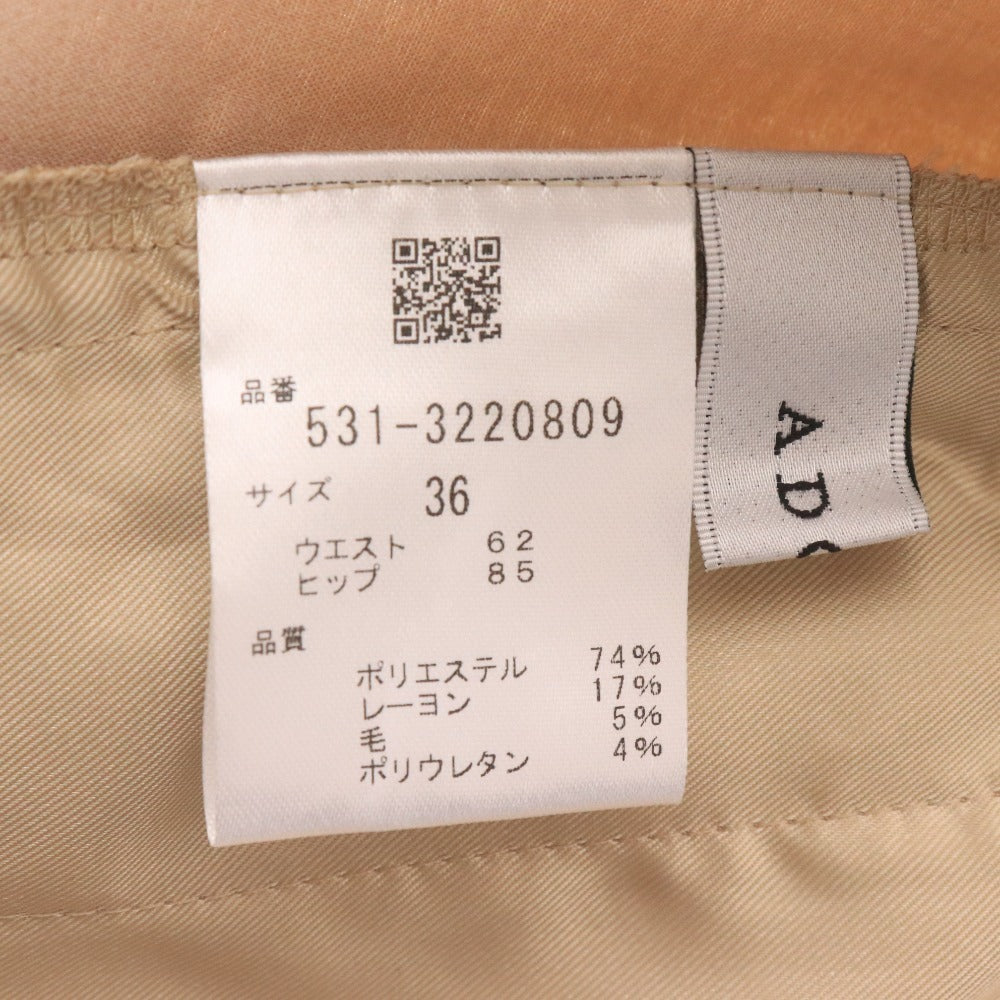 品番
531-3220809
サイズ 36
ウエスト 62
ヒップ 85
品質
ポリエステル 74%
レーヨン 17%
毛 5%
ポリウレタン 4%
ADO